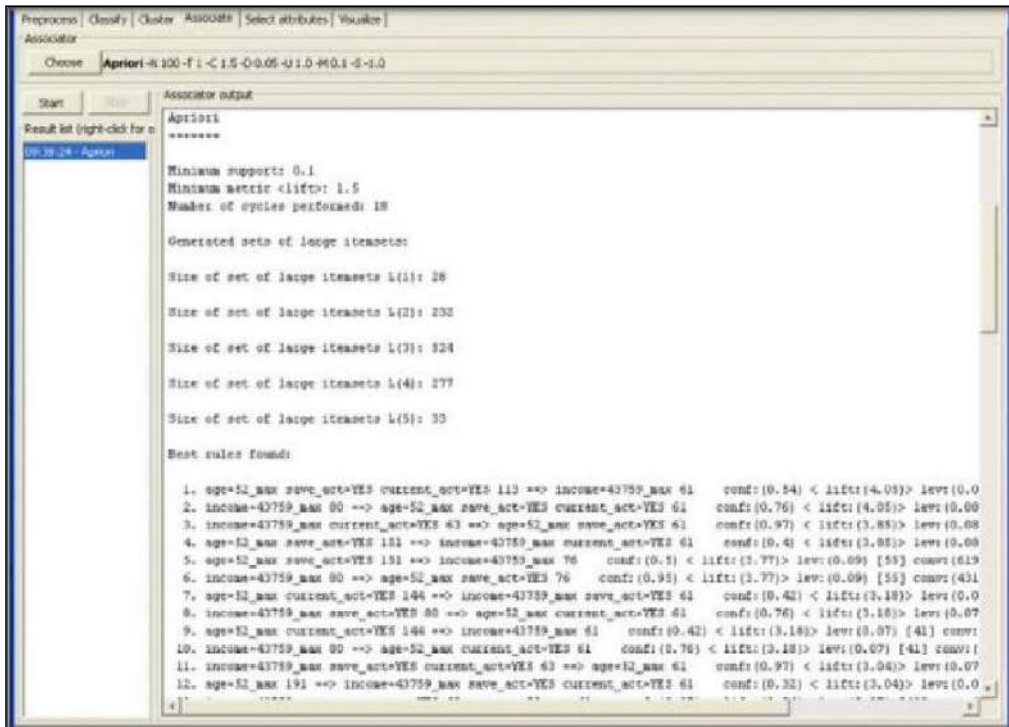 Preprocess Classify Cluster Associate Select attributes Visualize
Associator
Choose Apriori -N 100 -T 1 -C 1.5 -D 0.05 -U 1.0 -M 0.1 -S -1.0
Start Stop
Associator output
Result list (right-click for o
09:38:24 - Apriori
Apriori
=======
Minimum support: 0.1
Minimum metric <lift>: 1.5
Number of cycles performed: 18
Generated sets of large itemsets:
Size of set of large itemsets L(1): 28
Size of set of large itemsets L(2): 232
Size of set of large itemsets L(3): 524
Size of set of large itemsets L(4): 277
Size of set of large itemsets L(5): 33
Best rules found:
1. age=52_max save_act=YES current_act=YES 113 ==> income=43759_max 61 conf:(0.54) < lift:(4.05)> lev:(0.0
2. income=43759_max 80 ==> age=52_max save_act=YES current_act=YES 61 conf:(0.76) < lift:(4.05)> lev:(0.08
3. income=43759_max current_act=YES 63 ==> age=52_max save_act=YES 61 conf:(0.97) < lift:(3.85)> lev:(0.08
4. age=52_max save_act=YES 151 ==> income=43759_max current_act=YES 61 conf:(0.4) < lift:(3.85)> lev:(0.08
5. age=52_max save_act=YES 151 ==> income=43759_max 76 conf:(0.5) < lift:(3.77)> lev:(0.09) [55] conv:(619
6. income=43759_max 80 ==> age=52_max save_act=YES 76 conf:(0.95) < lift:(3.77)> lev:(0.09) [55] conv:(431
7. age=52_max current_act=YES 144 ==> income=43759_max save_act=YES 61 conf:(0.42) < lift:(3.18)> lev:(0.0
8. income=43759_max save_act=YES 80 ==> age=52_max current_act=YES 61 conf:(0.76) < lift:(3.18)> lev:(0.07
9. age=52_max current_act=YES 144 ==> income=43759_max 61 conf:(0.42) < lift:(3.18)> lev:(0.07) [41] conv:
10. income=43759_max 80 ==> age=52_max current_act=YES 61 conf:(0.76) < lift:(3.18)> lev:(0.07) [41] conv:(
11. income=43759_max save_act=YES current_act=YES 63 ==> age=52_max 61 conf:(0.97) < lift:(3.04)> lev:(0.07
12. age=52_max 191 ==> income=43759_max save_act=YES current_act=YES 61 conf:(0.32) < lift:(3.04)> lev:(0.0